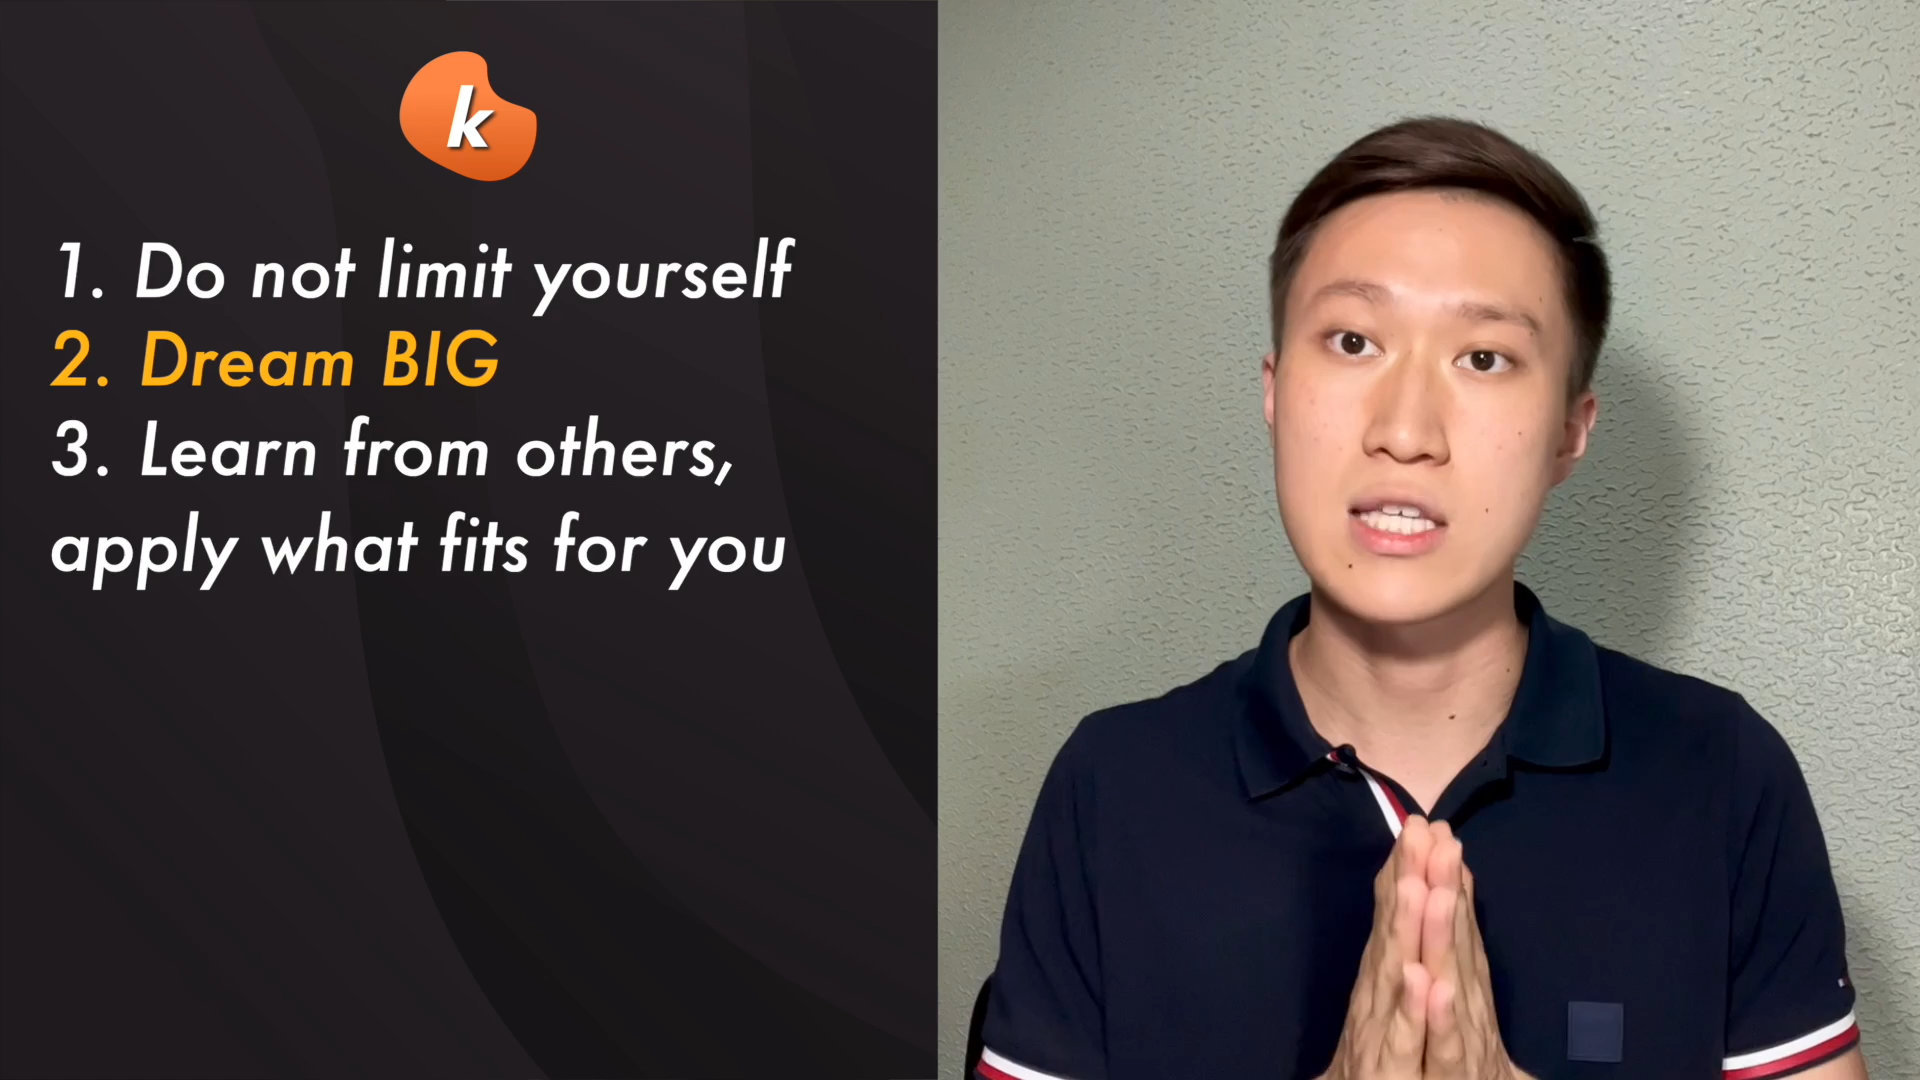 k
1. Do not limit yourself
2. Dream BIG
3. Learn from others,
apply what fits for you